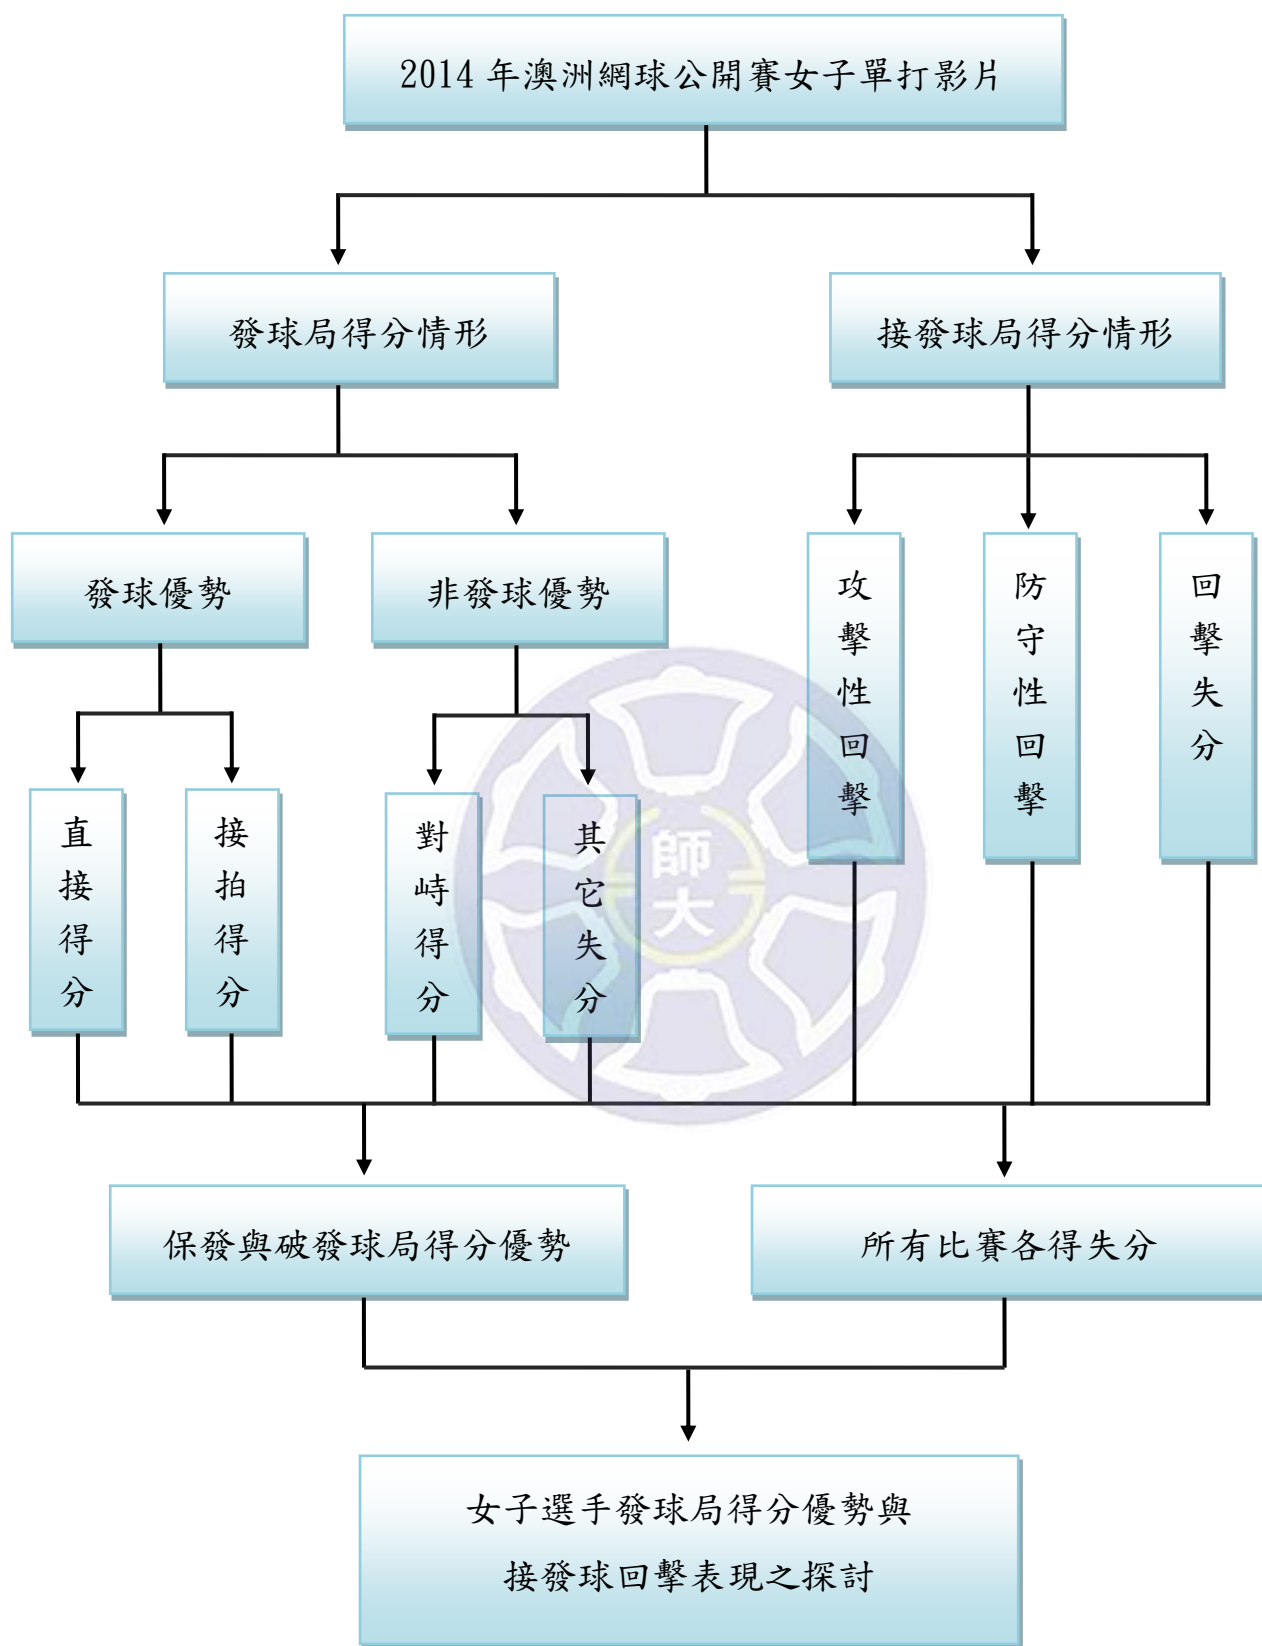 2014 年澳洲網球公開賽女子單打影片
發球局得分情形
接發球局得分情形
發球優勢
非發球優勢
攻擊性回擊
防守性回擊
回擊失分
直接得分
接拍得分
對峙得分
其它失分
師大
保發與破發球局得分優勢
所有比賽各得失分
女子選手發球局得分優勢與
接發球回擊表現之探討